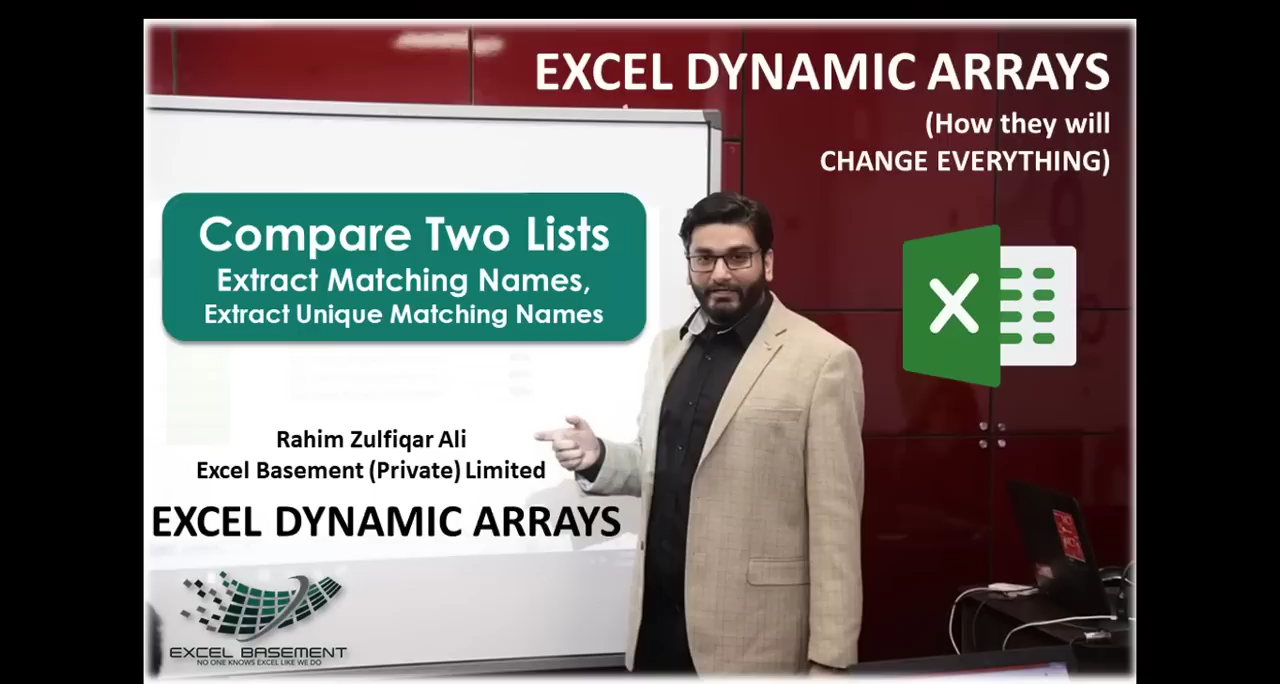 EXCEL DYNAMIC ARRAYS
(How they will
CHANGE EVERYTHING)
Compare Two Lists
Extract Matching Names,
Extract Unique Matching Names
X
Rahim Zulfiqar Ali
Excel Basement (Private) Limited
EXCEL DYNAMIC ARRAYS
EXCEL BASEMENT
NO ONE KNOWS EXCEL LIKE WE DO